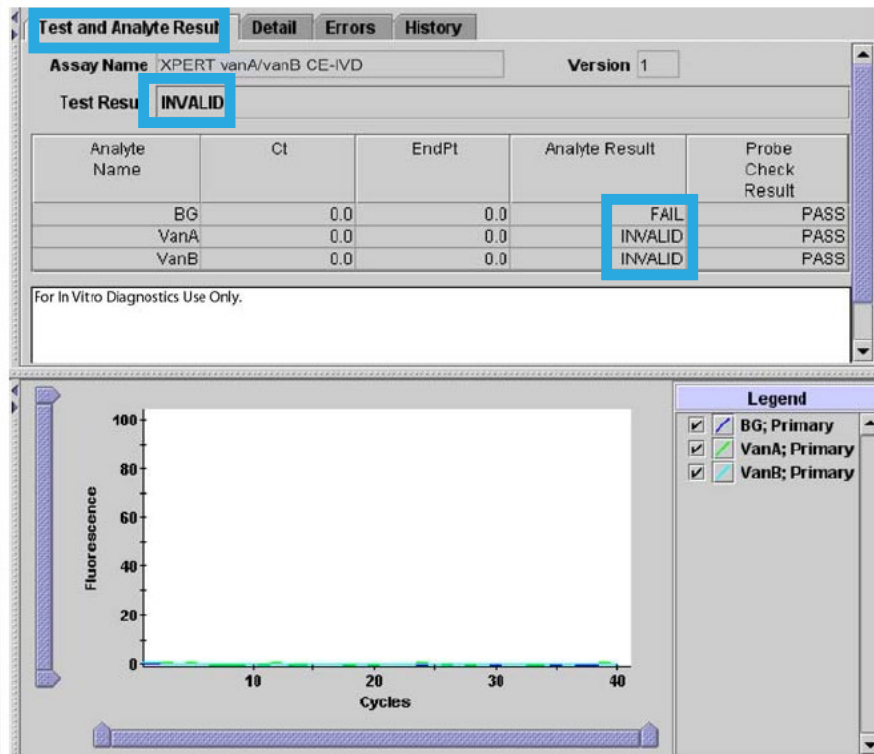 Test and Analyte Result Detail Errors History
Assay Name XPERT vanA/vanB CE-IVD Version 1
Test Result INVALID
Analyte Name Ct EndPt Analyte Result Probe Check Result
BG 0.0 0.0 FAIL PASS
VanA 0.0 0.0 INVALID PASS
VanB 0.0 0.0 INVALID PASS
For In Vitro Diagnostics Use Only.
Legend
BG; Primary
VanA; Primary
VanB; Primary
Fluorescence
100
80
60
40
20
0
10 20 30 40
Cycles